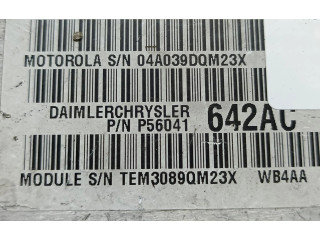 MOTOROLA S/N 04A039DQM23X
DAIMLERCHRYSLER
P/N P56041 642AC
MODULE S/N TEM3089QM23X WB4AA